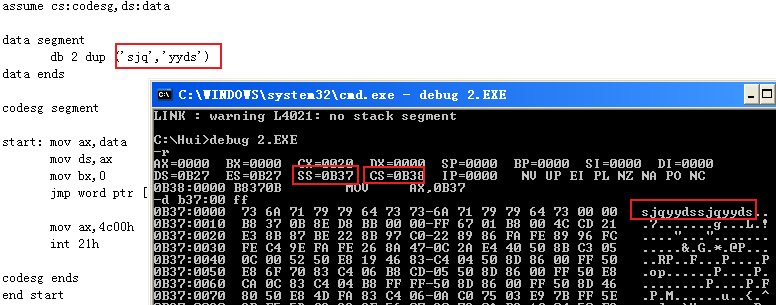 assume cs:codesg,ds:data
data segment
db 2 dup ('sjq','yyds')
data ends
codesg segment
start: mov ax,data
mov ds,ax
mov bx,0
jmp word ptr [
mov ax,4c00h
int 21h
codesg ends
end start
C:\WINDOWS\system32\cmd.exe - debug 2.EXE
LINK : warning L4021: no stack segment
C:\Hui>debug 2.EXE
-r
AX=0000 BX=0000 CX=0020 DX=0000 SP=0000 BP=0000 SI=0000 DI=0000
DS=0B27 ES=0B27 SS=0B37 CS=0B38 IP=0000 NV UP EI PL NZ NA PO NC
0B38:0000 B8370B MOV AX,0B37
-d b37:00 ff
0B37:0000 73 6A 71 79 79 64 73 73-6A 71 79 79 64 73 00 00 sjqyydssjqyyds..
0B37:0010 B8 37 0B 8E D8 BB 00 00-FF 67 01 B8 00 4C CD 21 .7.......g...L.!
0B37:0020 E3 8B 87 BE 22 8B 97 C0-22 89 86 FA FE 89 96 FC ...."...".......
0B37:0030 FE C4 9E FA FE 26 8A 47-0C 2A E4 40 50 8B C3 05 .....&.G.*.@P...
0B37:0040 0C 00 52 50 E8 19 46 83-C4 04 50 8D 86 00 FF 50 ..RP..F...P....P
0B37:0050 E8 6F 70 83 C4 06 B8 CD-05 50 8D 86 00 FF 50 E8 .op......P....P.
0B37:0060 CA 0C 83 C4 04 B8 FF FF-50 8D 86 00 FF 50 8D 46 ........P....P.F
0B37:0070 80 50 E8 4D FA 83 C4 06-0A C0 75 03 E9 7B FF 5E .P.M......u..{.^